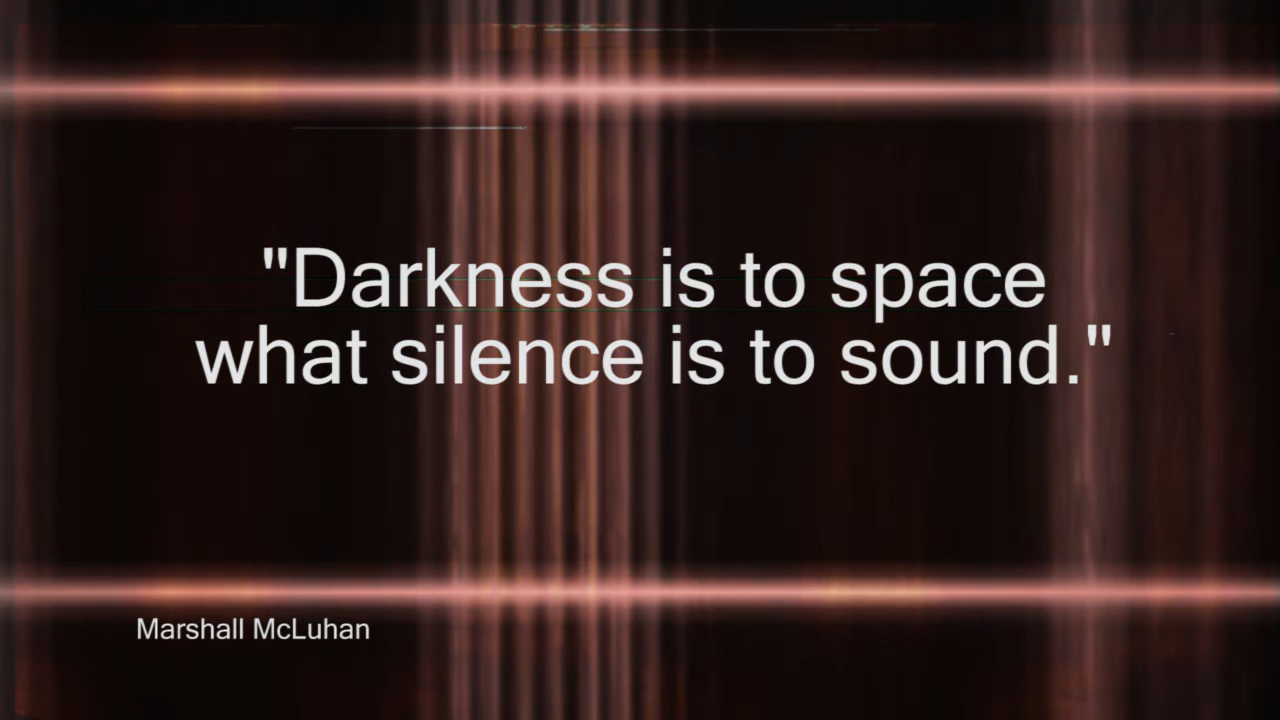 "Darkness is to space
what silence is to sound."
Marshall McLuhan